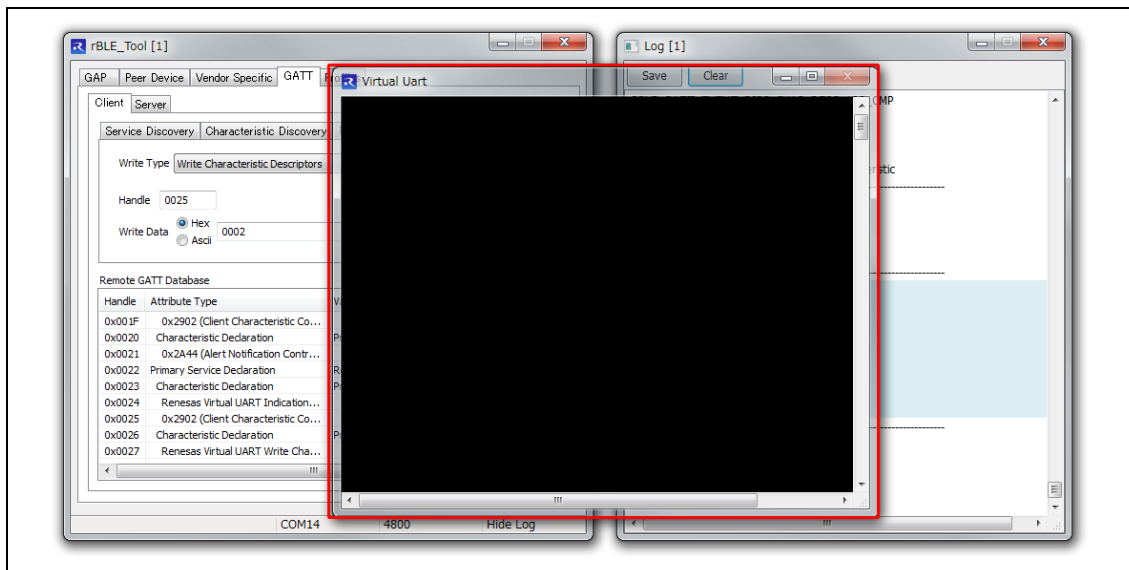 rBLE_Tool [1]
GAP Peer Device Vendor Specific GATT
Client Server
Service Discovery Characteristic Discovery
Write Type Write Characteristic Descriptors
Handle 0025
Write Data Hex 0002
Ascii
Remote GATT Database
Handle Attribute Type
0x001F 0x2902 (Client Characteristic Co...
0x0020 Characteristic Declaration
0x0021 0x2A44 (Alert Notification Contr...
0x0022 Primary Service Declaration
0x0023 Characteristic Declaration
0x0024 Renesas Virtual UART Indication...
0x0025 0x2902 (Client Characteristic Co...
0x0026 Characteristic Declaration
0x0027 Renesas Virtual UART Write Cha...
COM14 4800 Hide Log
Virtual Uart
Log [1]
Save Clear